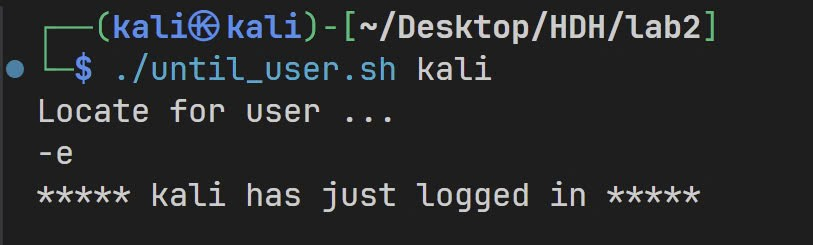 ┌──(kali㉿kali)-[~/Desktop/HDH/lab2]
└─$ ./until_user.sh kali
Locate for user ...
-e
***** kali has just logged in *****